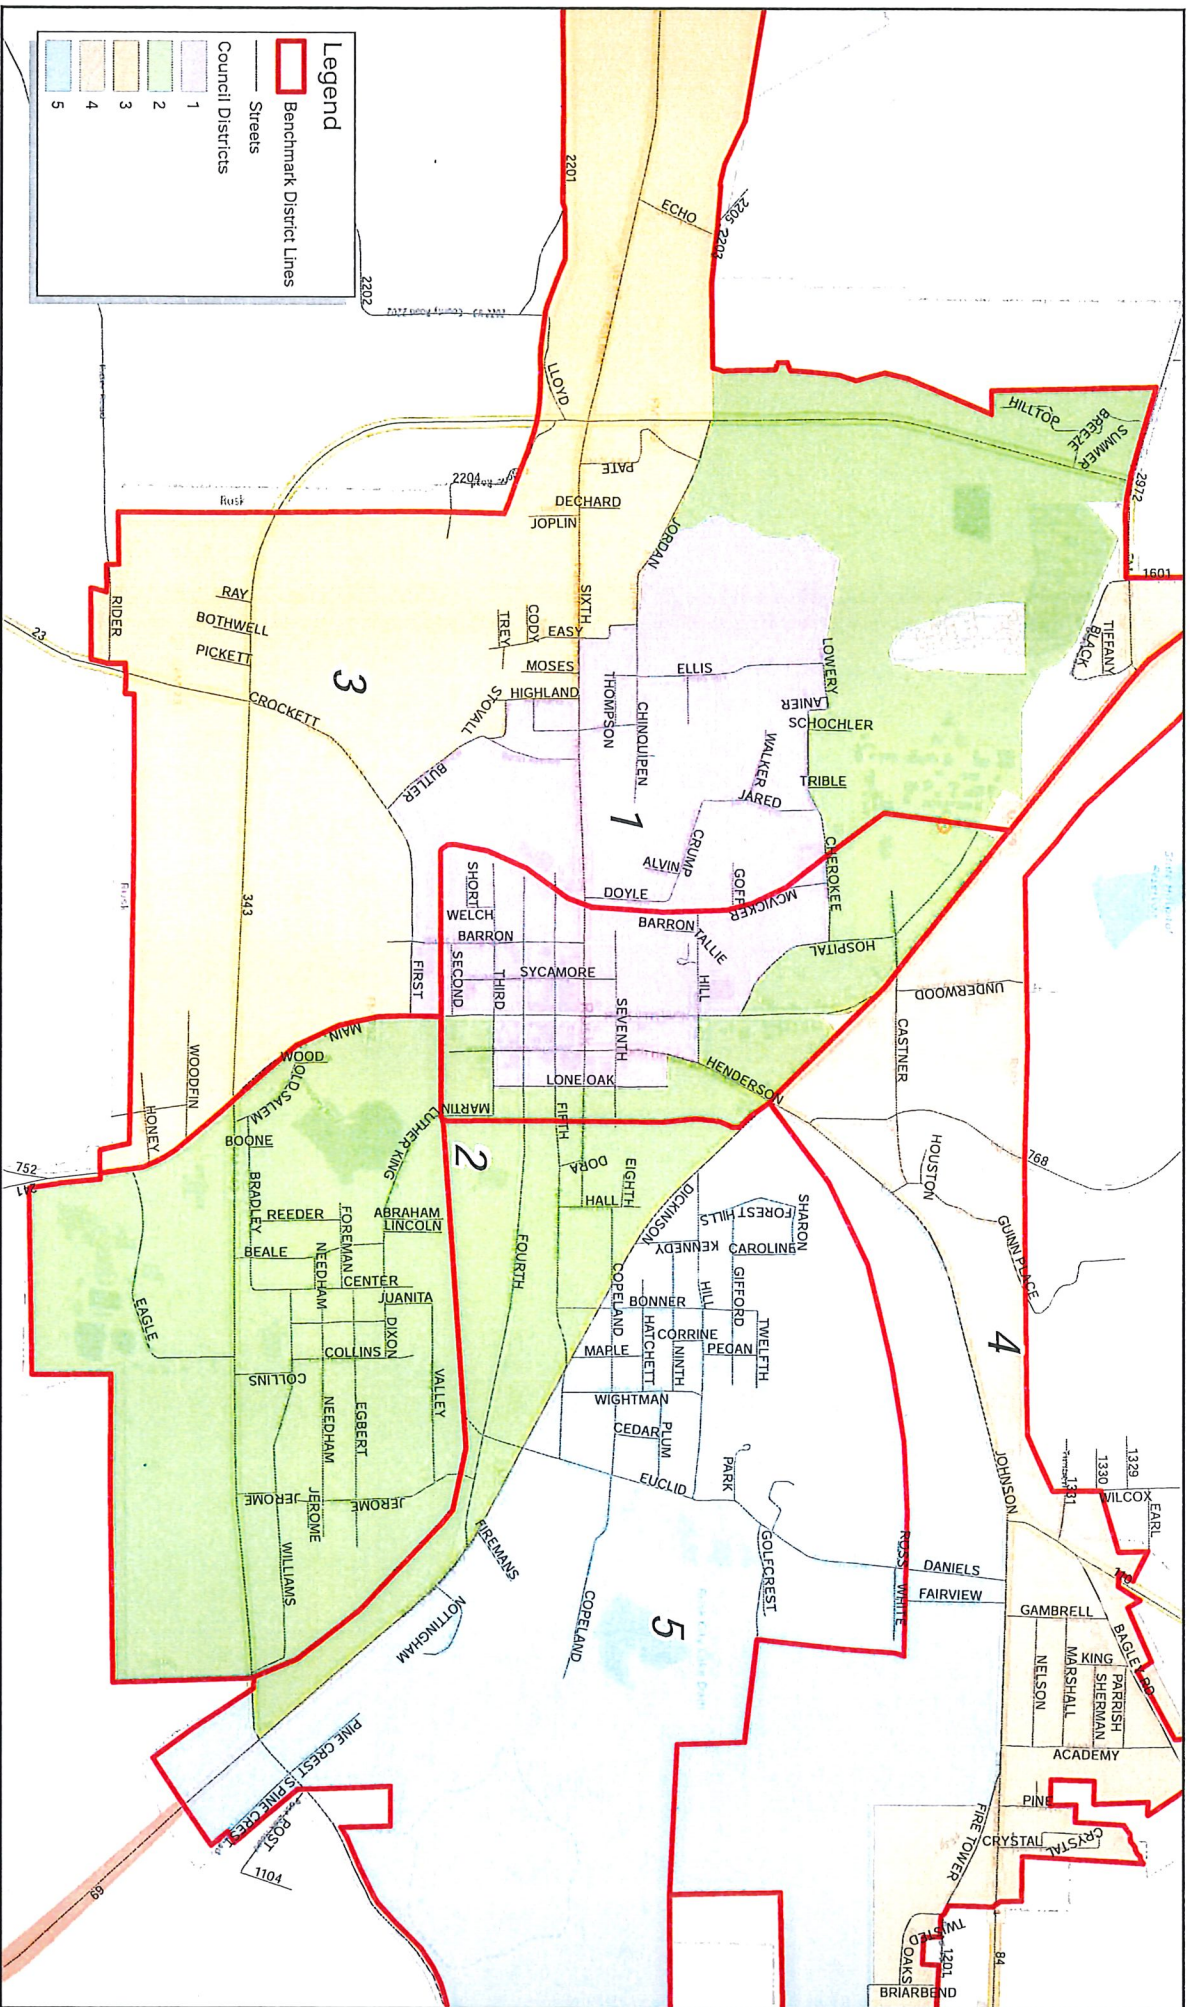 Legend
Benchmark District Lines
Streets
Council Districts
1
2
3
4
5
2201
ECHO
2205
2203
2202
LLOYD
2204
Rusk
PATE
DECHARD
JOPLIN
JORDAN
HILLTOP
BREEZE
SUMMER
2972
1601
TIFFANY
BLACK
RIDER
23
RAY
BOTHWELL
PICKETT
CROCKETT
3
SIXTH
EASY
CODY
TREY
MOSES
HIGHLAND
STOVALL
BUTLER
ELLIS
THOMPSON
CHINQUIPEN
LOWERY
LANIER
SCHOCHLER
WALKER
TRIBLE
JARED
1
CRUMP
ALVIN
DOYLE
GOFF
CHEROKEE
MCVICKER
Rusk
343
SHORT
WELCH
BARRON
BARRON
TALLIE
HOSPITAL
FIRST
SECOND
THIRD
SYCAMORE
SEVENTH
HILL
UNDERWOOD
CASTNER
MAIN
WOOD
OLD SALEM
WOODFIN
HONEY
LONE OAK
HENDERSON
MARTIN
LUTHER KING
2
FIFTH
DORA
EIGHTH
HALL
DICKINSON
FOREST HILLS
SHARON
KENNEDY
CAROLINE
HOUSTON
768
GUINN PLACE
752
241
BOONE
BRADLEY
REEDER
FOREMAN
ABRAHAM
LINCOLN
BEALE
NEEDHAM
CENTER
JUANITA
DIXON
EAGLE
COLLINS
COLLINS
VALLEY
NEEDHAM
EGBERT
FOURTH
COPELAND
BONNER
HILL
GIFFORD
TWELFTH
HATCHETT
CORRINE
NINTH
MAPLE
PECAN
WIGHTMAN
CEDAR
PLUM
4
JEROME
JEROME
JEROME
WILLIAMS
EUCLID
PARK
GOLFCREST
FIREMANS
NOTTINGHAM
COPELAND
5
JOHNSON
ROSS
WHITE
DANIELS
FAIRVIEW
1329
1330
1331
WILCOX
EARL
110
GAMBRELL
BAGLEY RD
KING
NELSON
MARSHALL
SHERMAN
PARRISH
ACADEMY
PINE
CRYSTAL
CRYSTAL
FIRE TOWER
PINE CREST
S PINE CREST
POST
1104
69
TWISTED
OAKS
1201
84
BRIARBEND